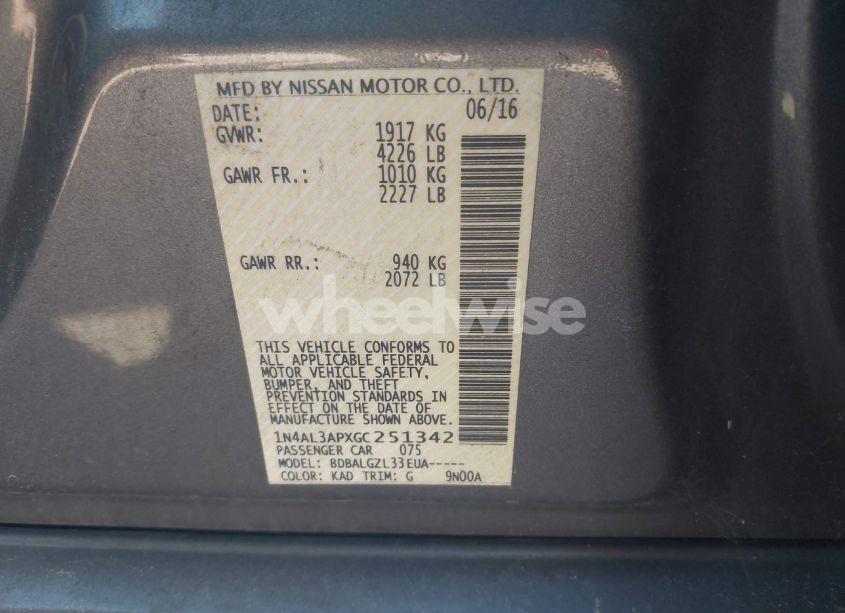 MFD BY NISSAN MOTOR CO., LTD.
DATE: 06/16
GVWR: 1917 KG
4226 LB
GAWR FR.: 1010 KG
2227 LB
GAWR RR.: 940 KG
2072 LB
wheelwise
THIS VEHICLE CONFORMS TO
ALL APPLICABLE FEDERAL
MOTOR VEHICLE SAFETY,
BUMPER, AND THEFT
PREVENTION STANDARDS IN
EFFECT ON THE DATE OF
MANUFACTURE SHOWN ABOVE.
1N4AL3APXGC251342
PASSENGER CAR 075
MODEL: BDBALGZL33EUA-----
COLOR: KAD TRIM: G 9N00A